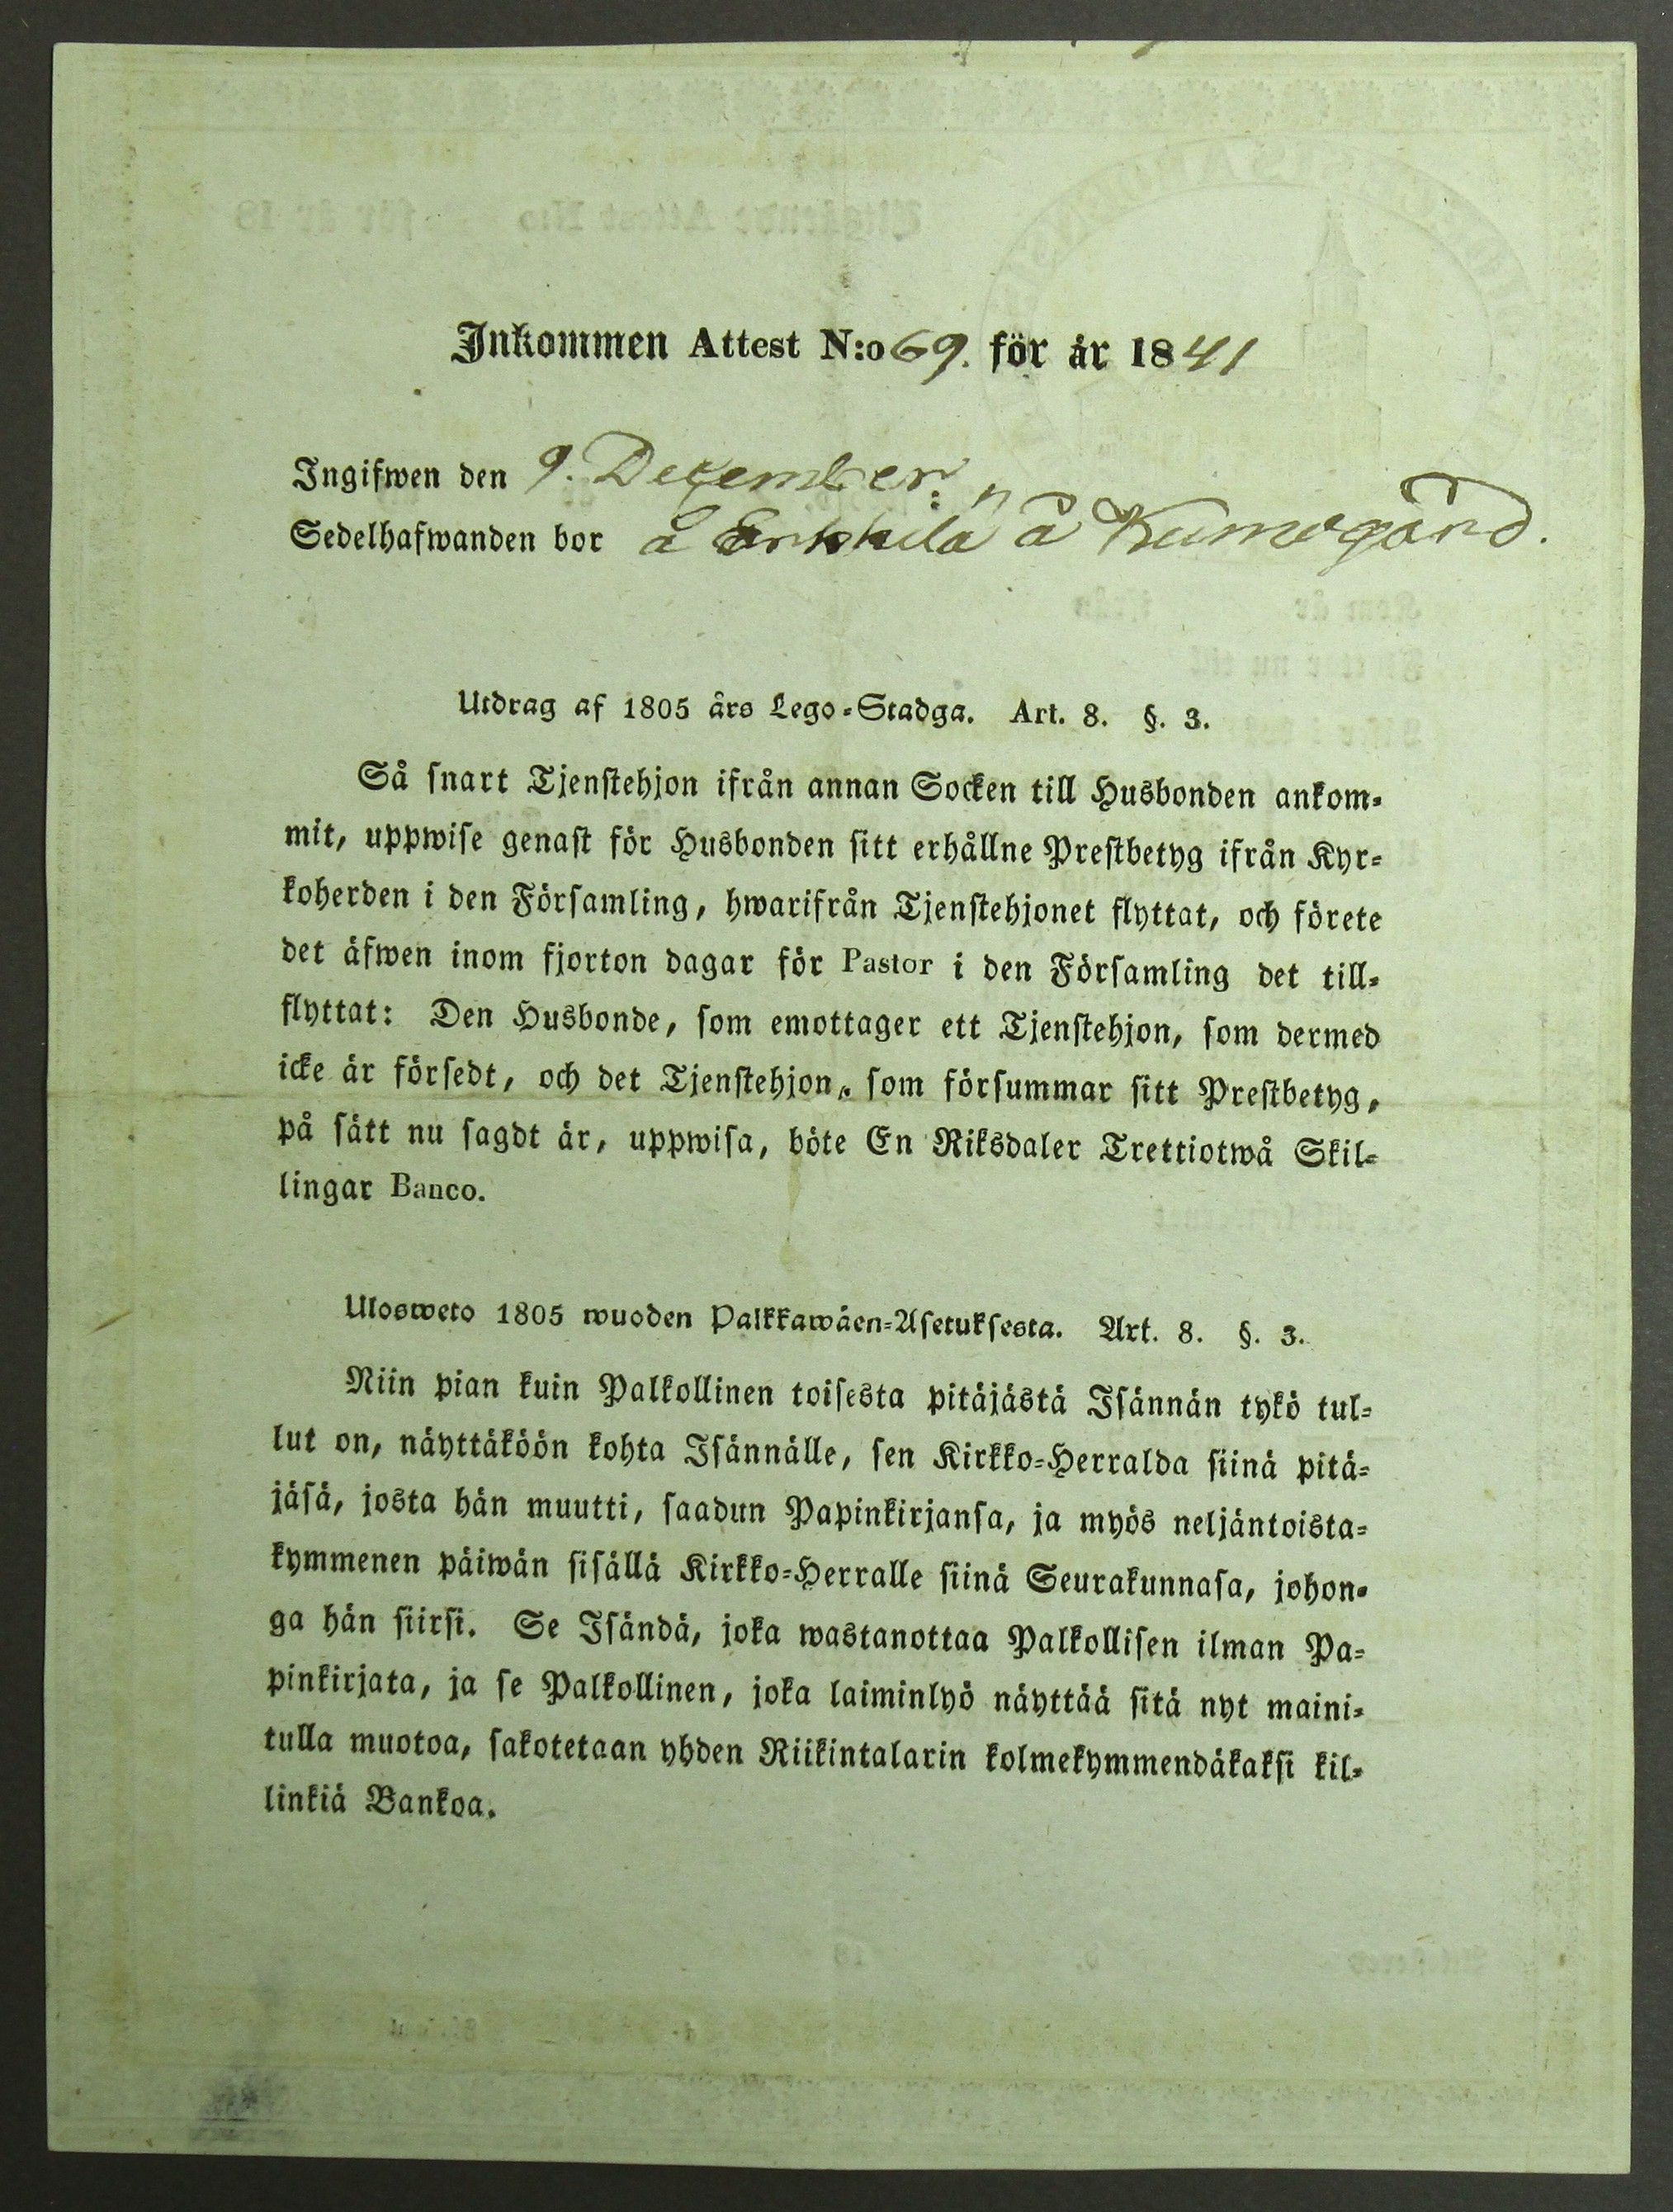 Inkommen Attest N:o 69. för år 1841
Ingifwen den 9. December.
Sedelhafwanden bor å Erkkilä å Kumogård.
Utdrag af 1805 års Lego-Stadga. Art. 8. §. 3.
Så snart Tjenstehjon ifrån annan Socken till Husbonden ankom-
mit, uppwise genast för Husbonden sitt erhållne Prestbetyg ifrån Kyr-
koherden i den Församling, hwarifrån Tjenstehjonet flyttat, och förete
det äfwen inom fjorton dagar för Pastor i den Församling det till-
flyttat: Den Husbonde, som emottager ett Tjenstehjon, som dermed
icke är försedt, och det Tjenstehjon, som försummar sitt Prestbetyg,
på sätt nu sagdt är, uppwisa, böte En Riksdaler Trettiotwå Skil-
lingar Banco.
Ulosweto 1805 wuoden Palkkawäen-Asetuksesta. Art. 8. §. 3.
Niin pian kuin Palkollinen toisesta pitäjästä Isännän tykö tul-
lut on, näyttäköön kohta Isännälle, sen Kirkko-Herralda siinä pitä-
jäsä, josta hän muutti, saadun Papinkirjansa, ja myös neljäntoista-
kymmenen päiwän sisällä Kirkko-Herralle siinä Seurakunnasa, johon-
ga hän siirsi. Se Isändä, joka wastanottaa Palkollisen ilman Pa-
pinkirjata, ja se Palkollinen, joka laiminlyö näyttää sitä nyt maini-
tulla muotoa, sakotetaan yhden Riikintalarin kolmekymmendäkaksi kil-
linkiä Bankoa.